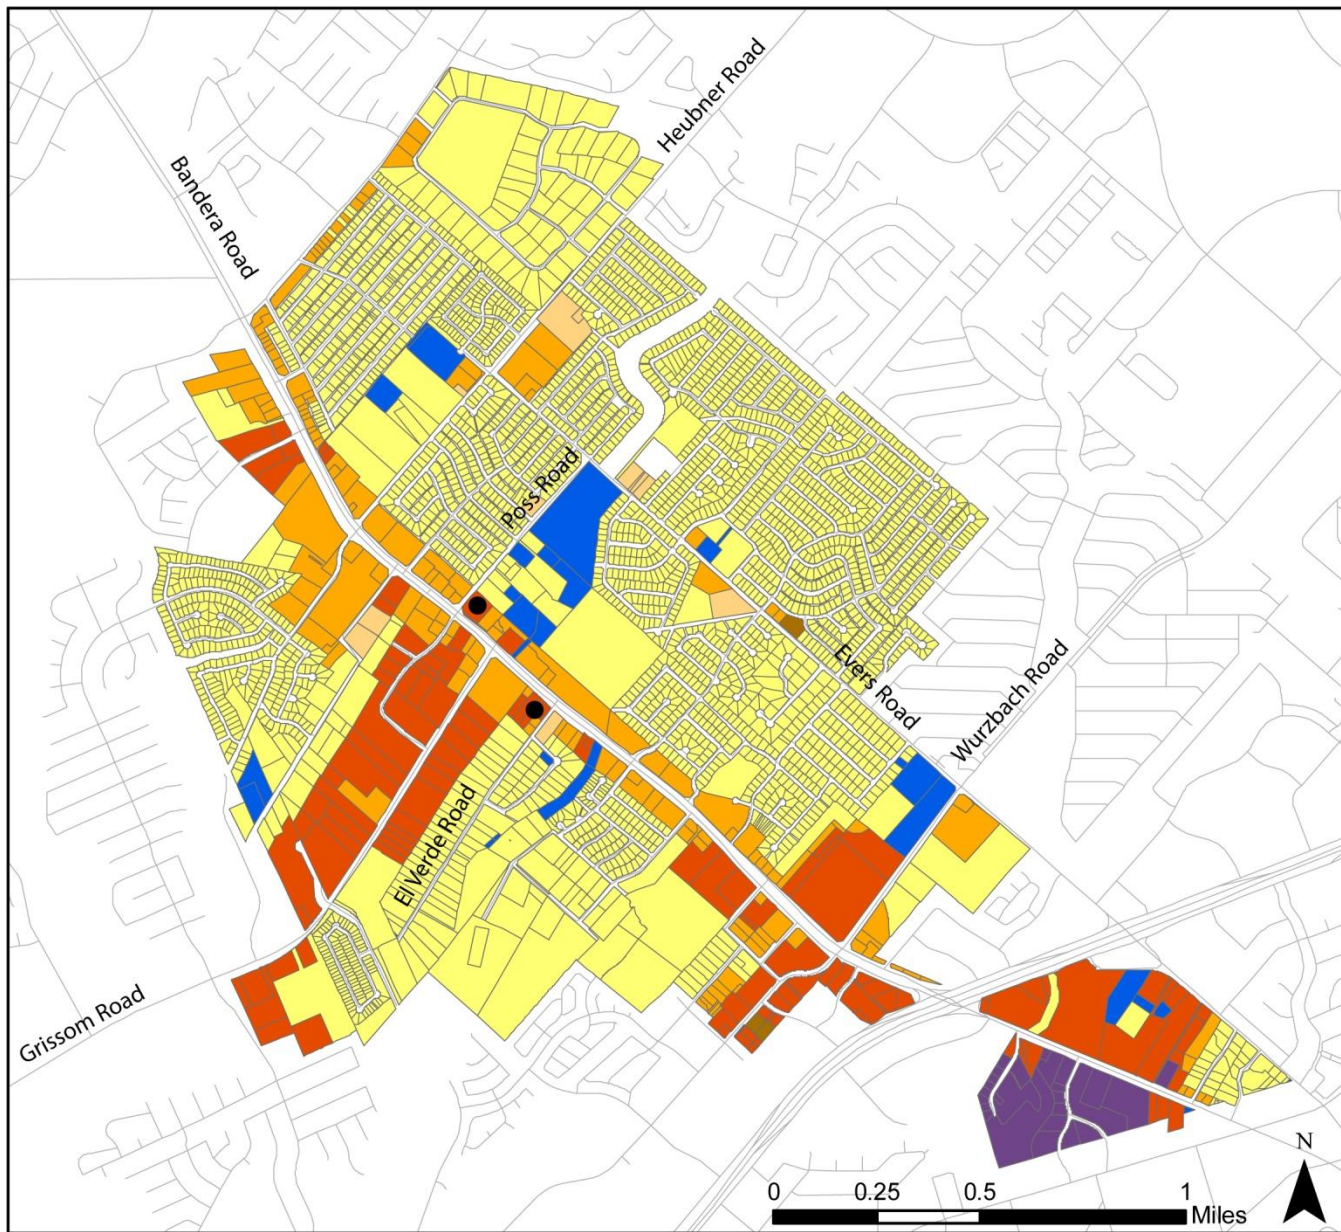 Heubner Road
Bandera Road
Poss Road
Evers Road
Wurzbach Road
El Verde Road
Grissom Road
N
0 0.25 0.5 1
Miles